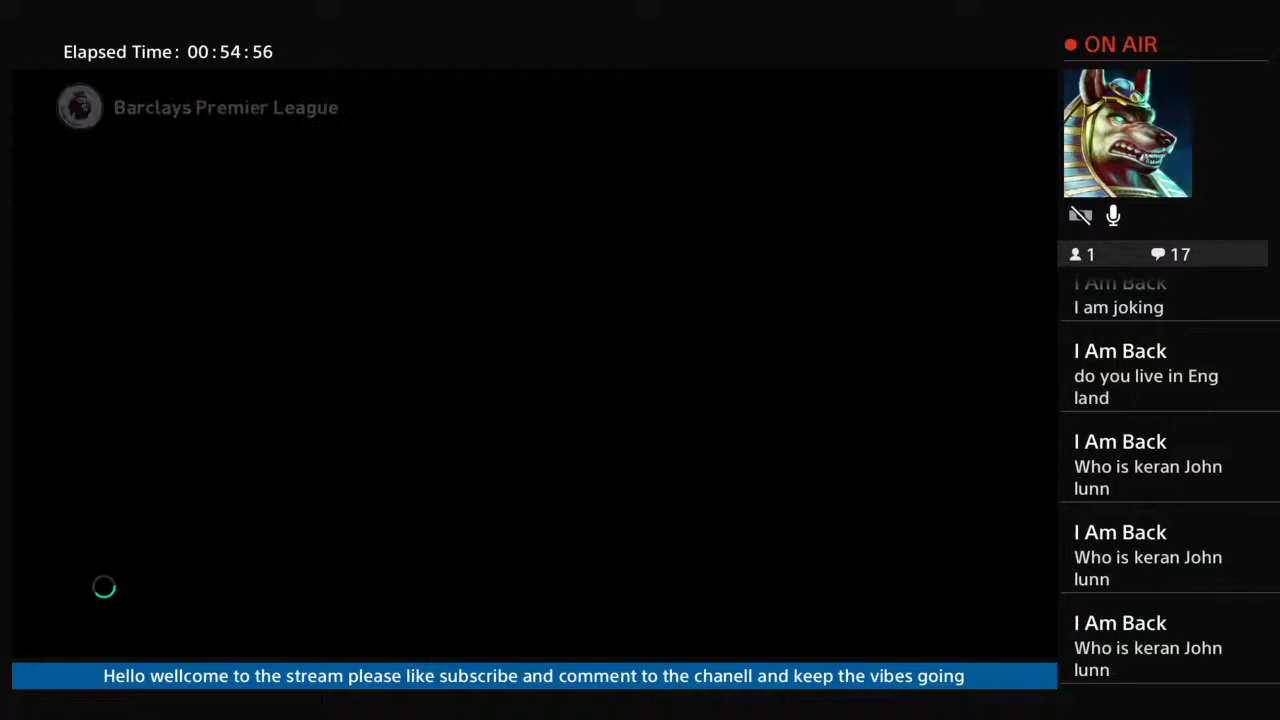 Elapsed Time: 00:54:56
ON AIR
Barclays Premier League
1 17
I Am Back
I am joking
I Am Back
do you live in Eng
land
I Am Back
Who is keran John
lunn
I Am Back
Who is keran John
lunn
I Am Back
Who is keran John
lunn
Hello wellcome to the stream please like subscribe and comment to the chanell and keep the vibes going